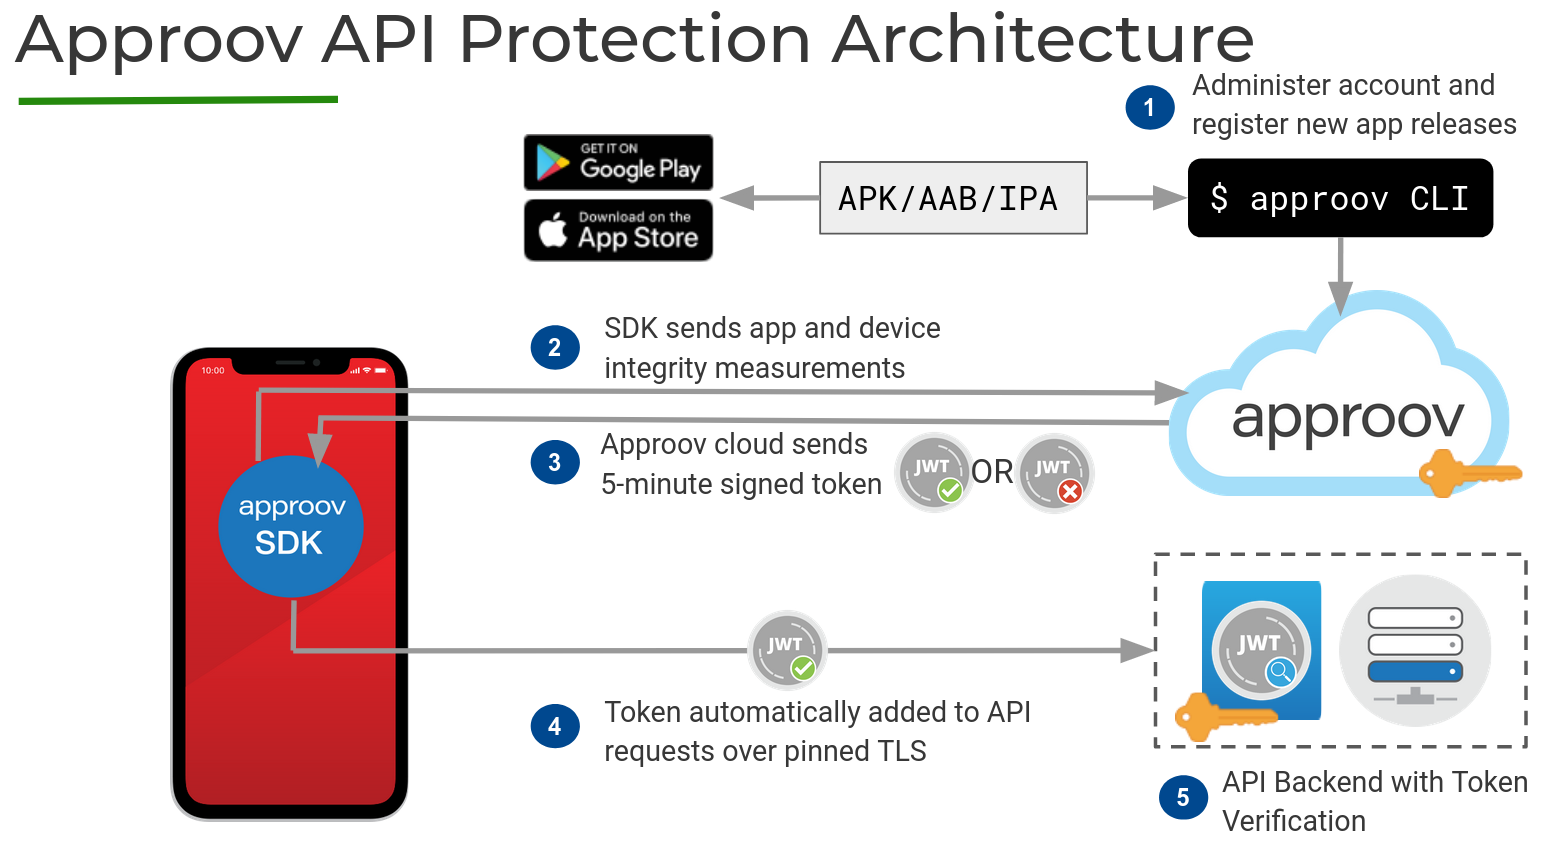 Approov API Protection Architecture
1
Administer account and
register new app releases
GET IT ON
Google Play
Download on the
App Store
APK/AAB/IPA
$ approov CLI
2
SDK sends app and device
integrity measurements
10:00
approov
3
Approov cloud sends
5-minute signed token
JWT
OR
JWT
approov
SDK
JWT
JWT
4
Token automatically added to API
requests over pinned TLS
5
API Backend with Token
Verification